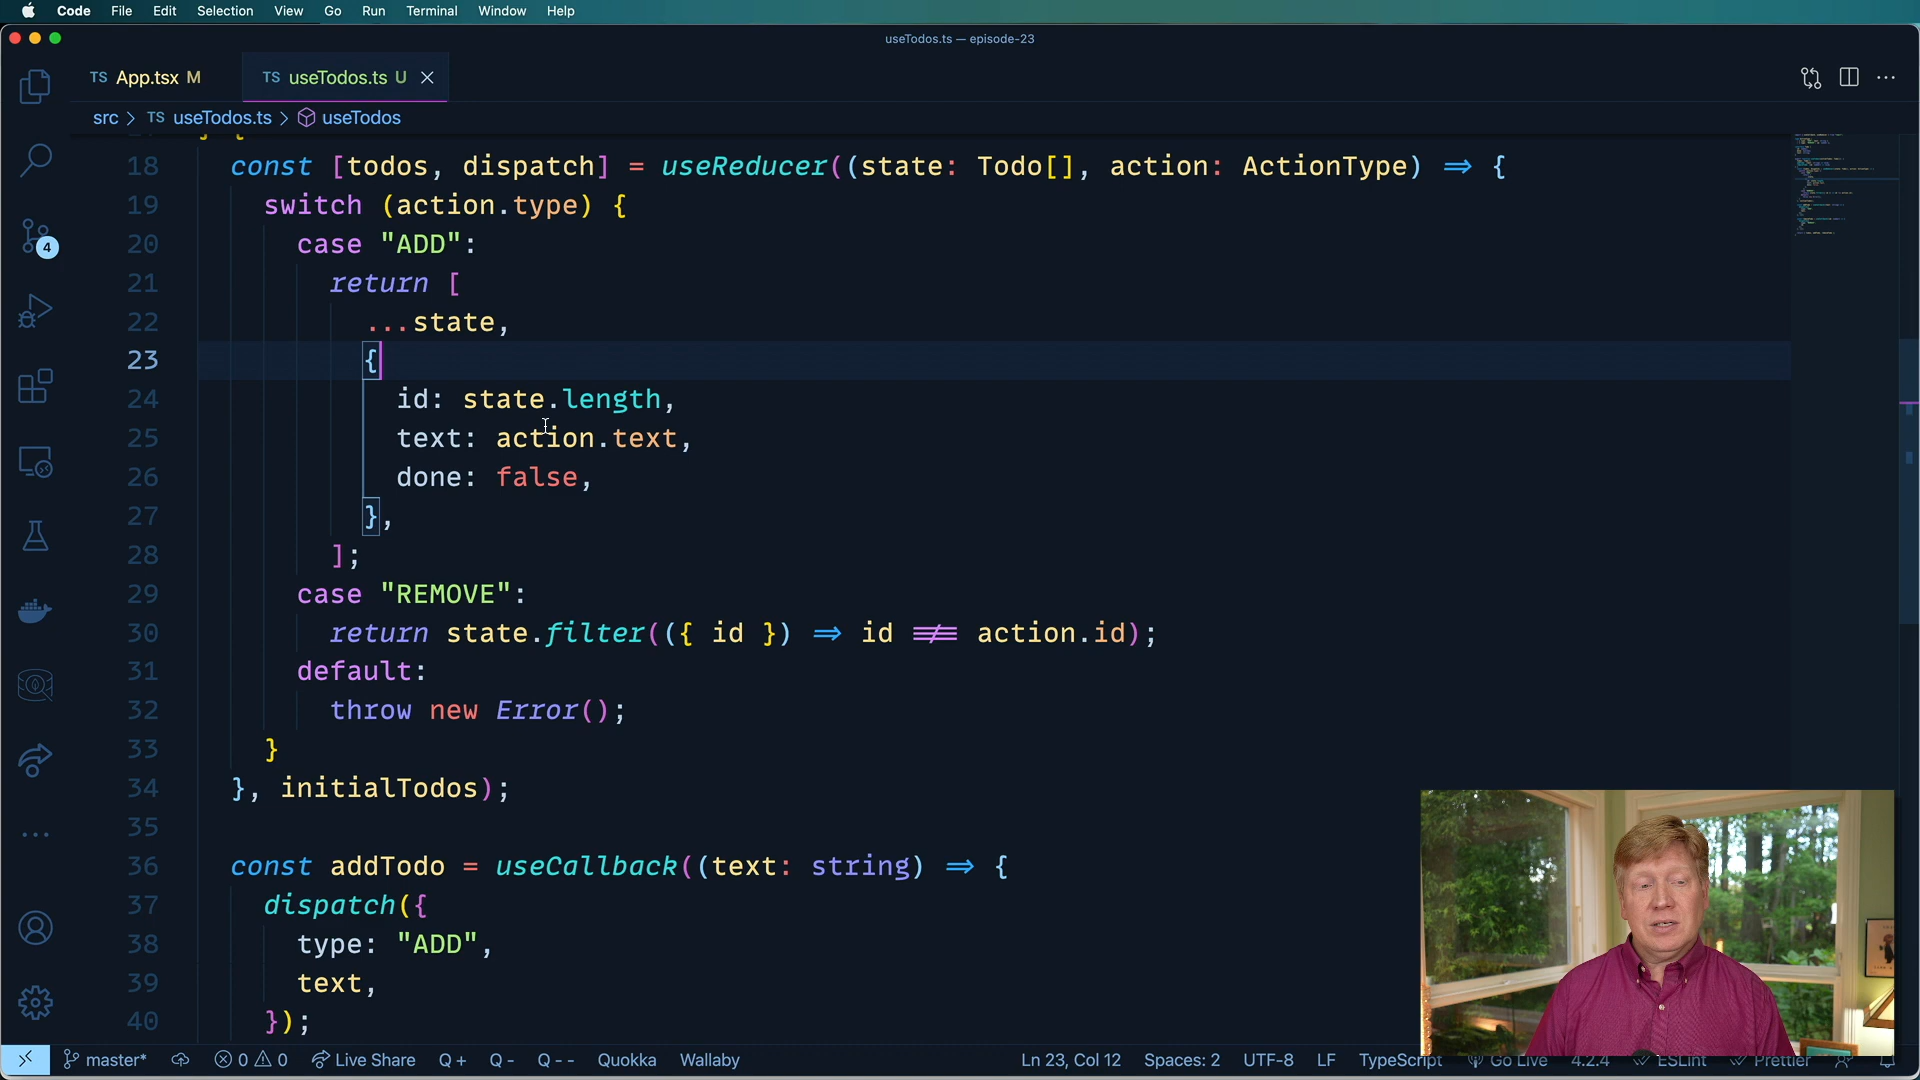 Code File Edit Selection View Go Run Terminal Window Help
useTodos.ts — episode-23
TS App.tsx M
TS useTodos.ts U
src > TS useTodos.ts > useTodos
18 const [todos, dispatch] = useReducer((state: Todo[], action: ActionType) => {
19 switch (action.type) {
20 case "ADD":
21 return [
22 ...state,
23 {
24 id: state.length,
25 text: action.text,
26 done: false,
27 },
28 ];
29 case "REMOVE":
30 return state.filter(({ id }) => id !== action.id);
31 default:
32 throw new Error();
33 }
34 }, initialTodos);
35
36 const addTodo = useCallback((text: string) => {
37 dispatch({
38 type: "ADD",
39 text,
40 });
4
master* 0 0 Live Share Q + Q - Q -- Quokka Wallaby Ln 23, Col 12 Spaces: 2 UTF-8 LF TypeScript Go Live 4.2.4 ESLint Prettier